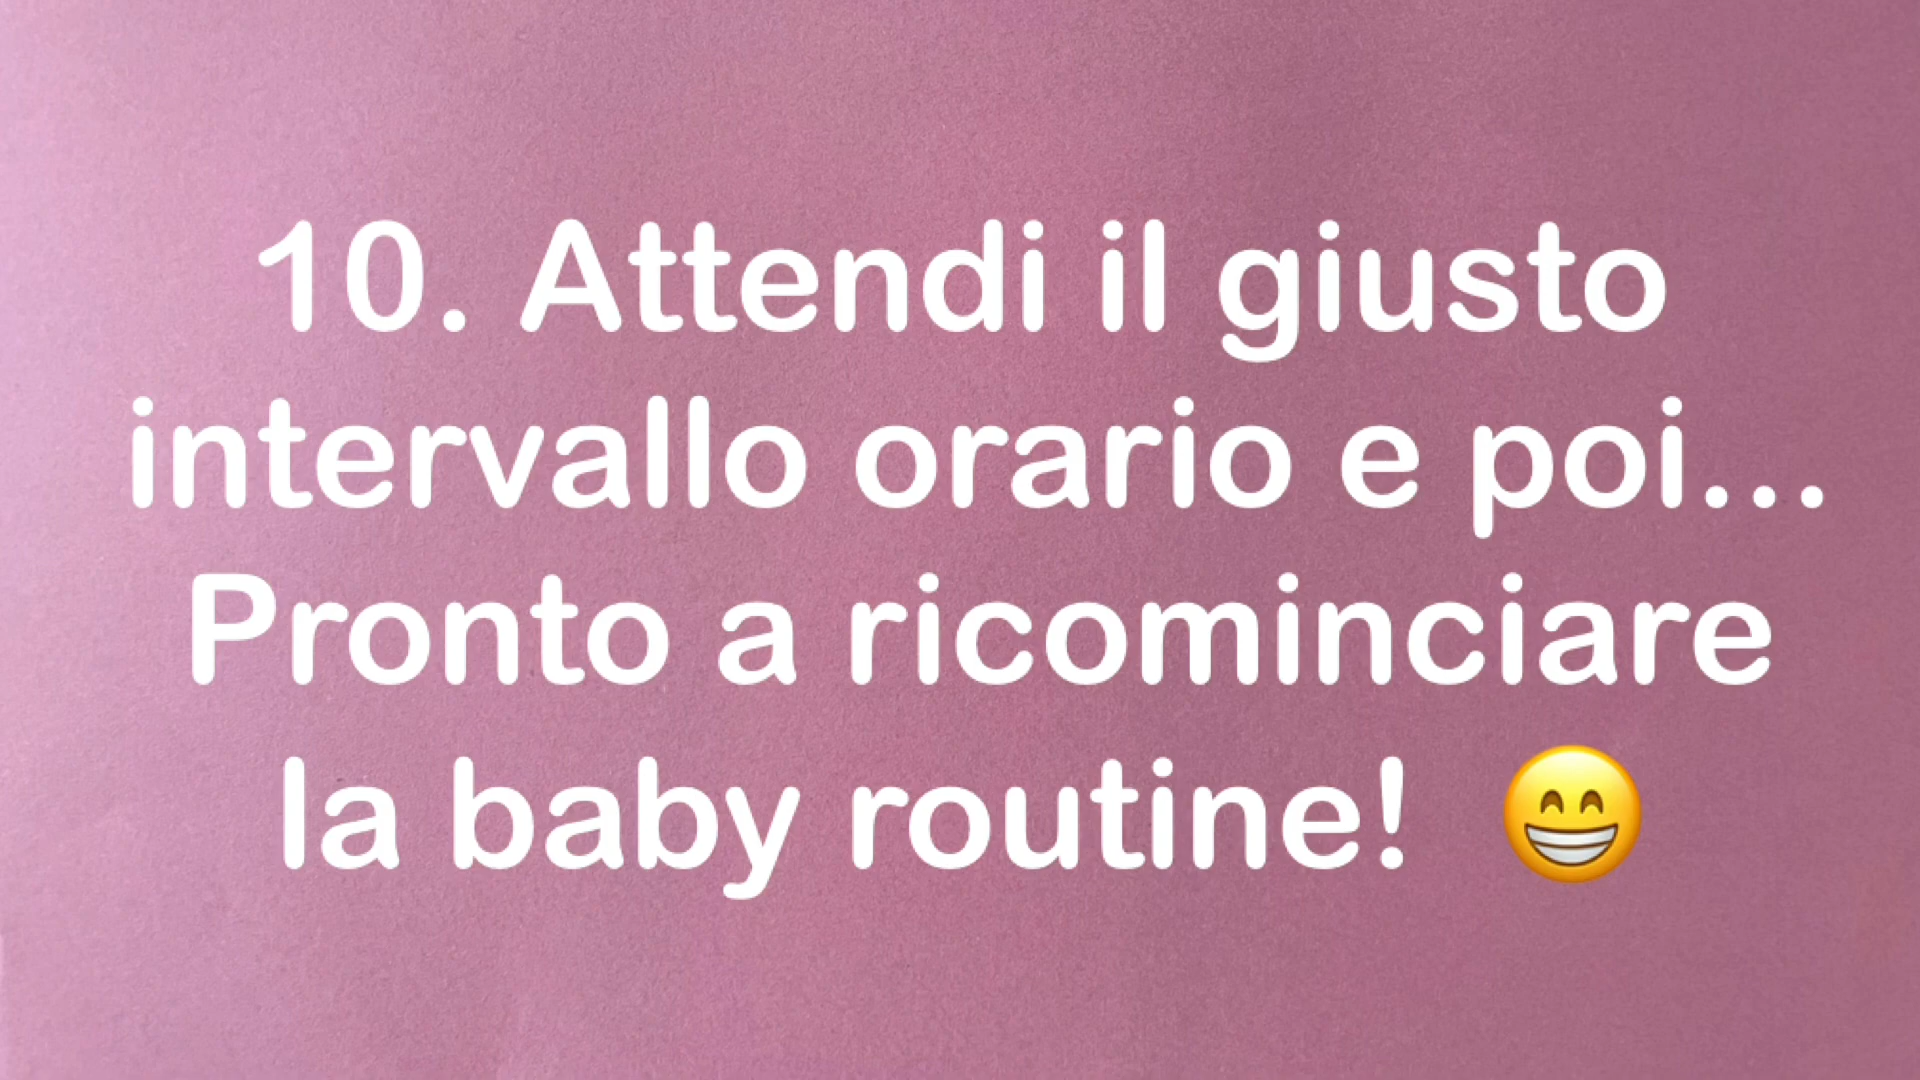 10. Attendi il giusto
intervallo orario e poi...
Pronto a ricominciare
la baby routine! 😁